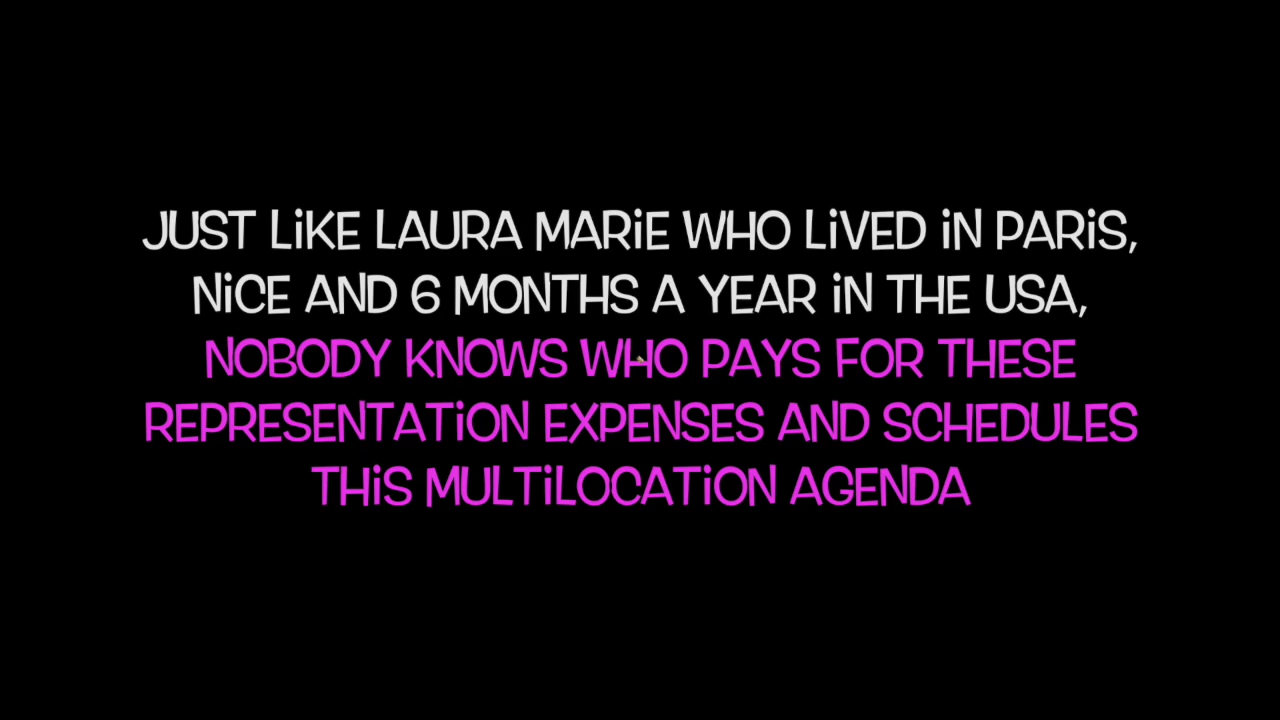 JUST LiKE LAURA MARiE WHO LiVED iN PARiS,
NiCE AND 6 MONTHS A YEAR iN THE USA,
NOBODY KNOWS WHO PAYS FOR THESE
REPRESENTATiON EXPENSES AND SCHEDULES
THiS MULTiLOCATiON AGENDA